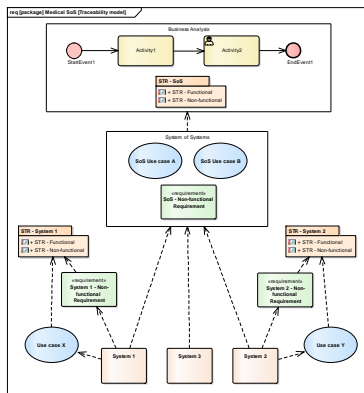 req [package] Medical SoS [Traceability model]
Business Analysis
StartEvent1
Activity1
Activity2
EndEvent1
STR - SoS
+ STR - Functional
+ STR - Non-functional
System of Systems
SoS Use case A
SoS Use case B
«requirement»
SoS - Non-functional
Requirement
STR - System 1
+ STR - Functional
+ STR - Non-functional
STR - System 2
+ STR - Functional
+ STR - Non-functional
«requirement»
System 1 - Non-
functional
Requirement
«requirement»
System 2 - Non-
functional
Requirement
Use case X
System 1
System 3
System 2
Use case Y